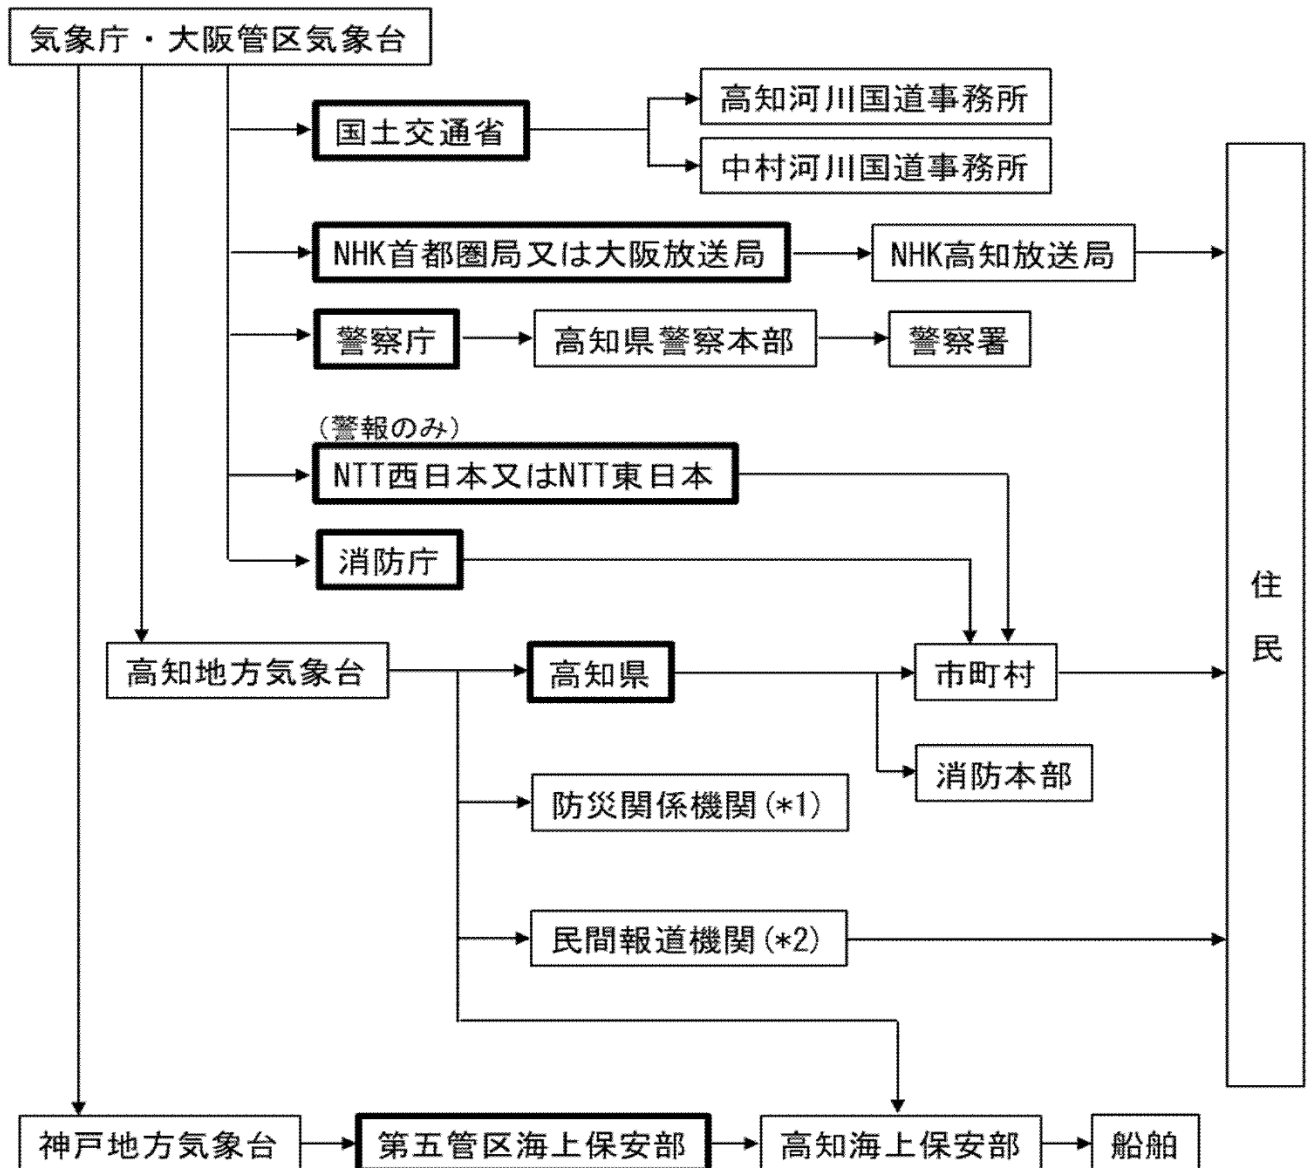 気象庁・大阪管区気象台
国土交通省
高知河川国道事務所
中村河川国道事務所
NHK首都圏局又は大阪放送局
NHK高知放送局
警察庁
高知県警察本部
警察署
(警報のみ)
NTT西日本又はNTT東日本
消防庁
住民
高知地方気象台
高知県
市町村
消防本部
防災関係機関(*1)
民間報道機関(*2)
神戸地方気象台
第五管区海上保安部
高知海上保安部
船舶